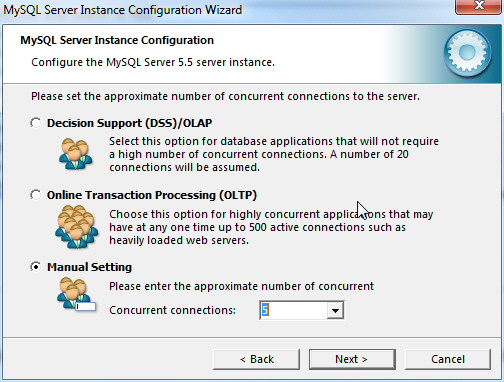 MySQL Server Instance Configuration Wizard
MySQL Server Instance Configuration
Configure the MySQL Server 5.5 server instance.
Please set the approximate number of concurrent connections to the server.
Decision Support (DSS)/OLAP
Select this option for database applications that will not require
a high number of concurrent connections. A number of 20
connections will be assumed.
Online Transaction Processing (OLTP)
Choose this option for highly concurrent applications that may
have at any one time up to 500 active connections such as
heavily loaded web servers.
Manual Setting
Please enter the approximate number of concurrent
Concurrent connections: 5
< Back Next > Cancel